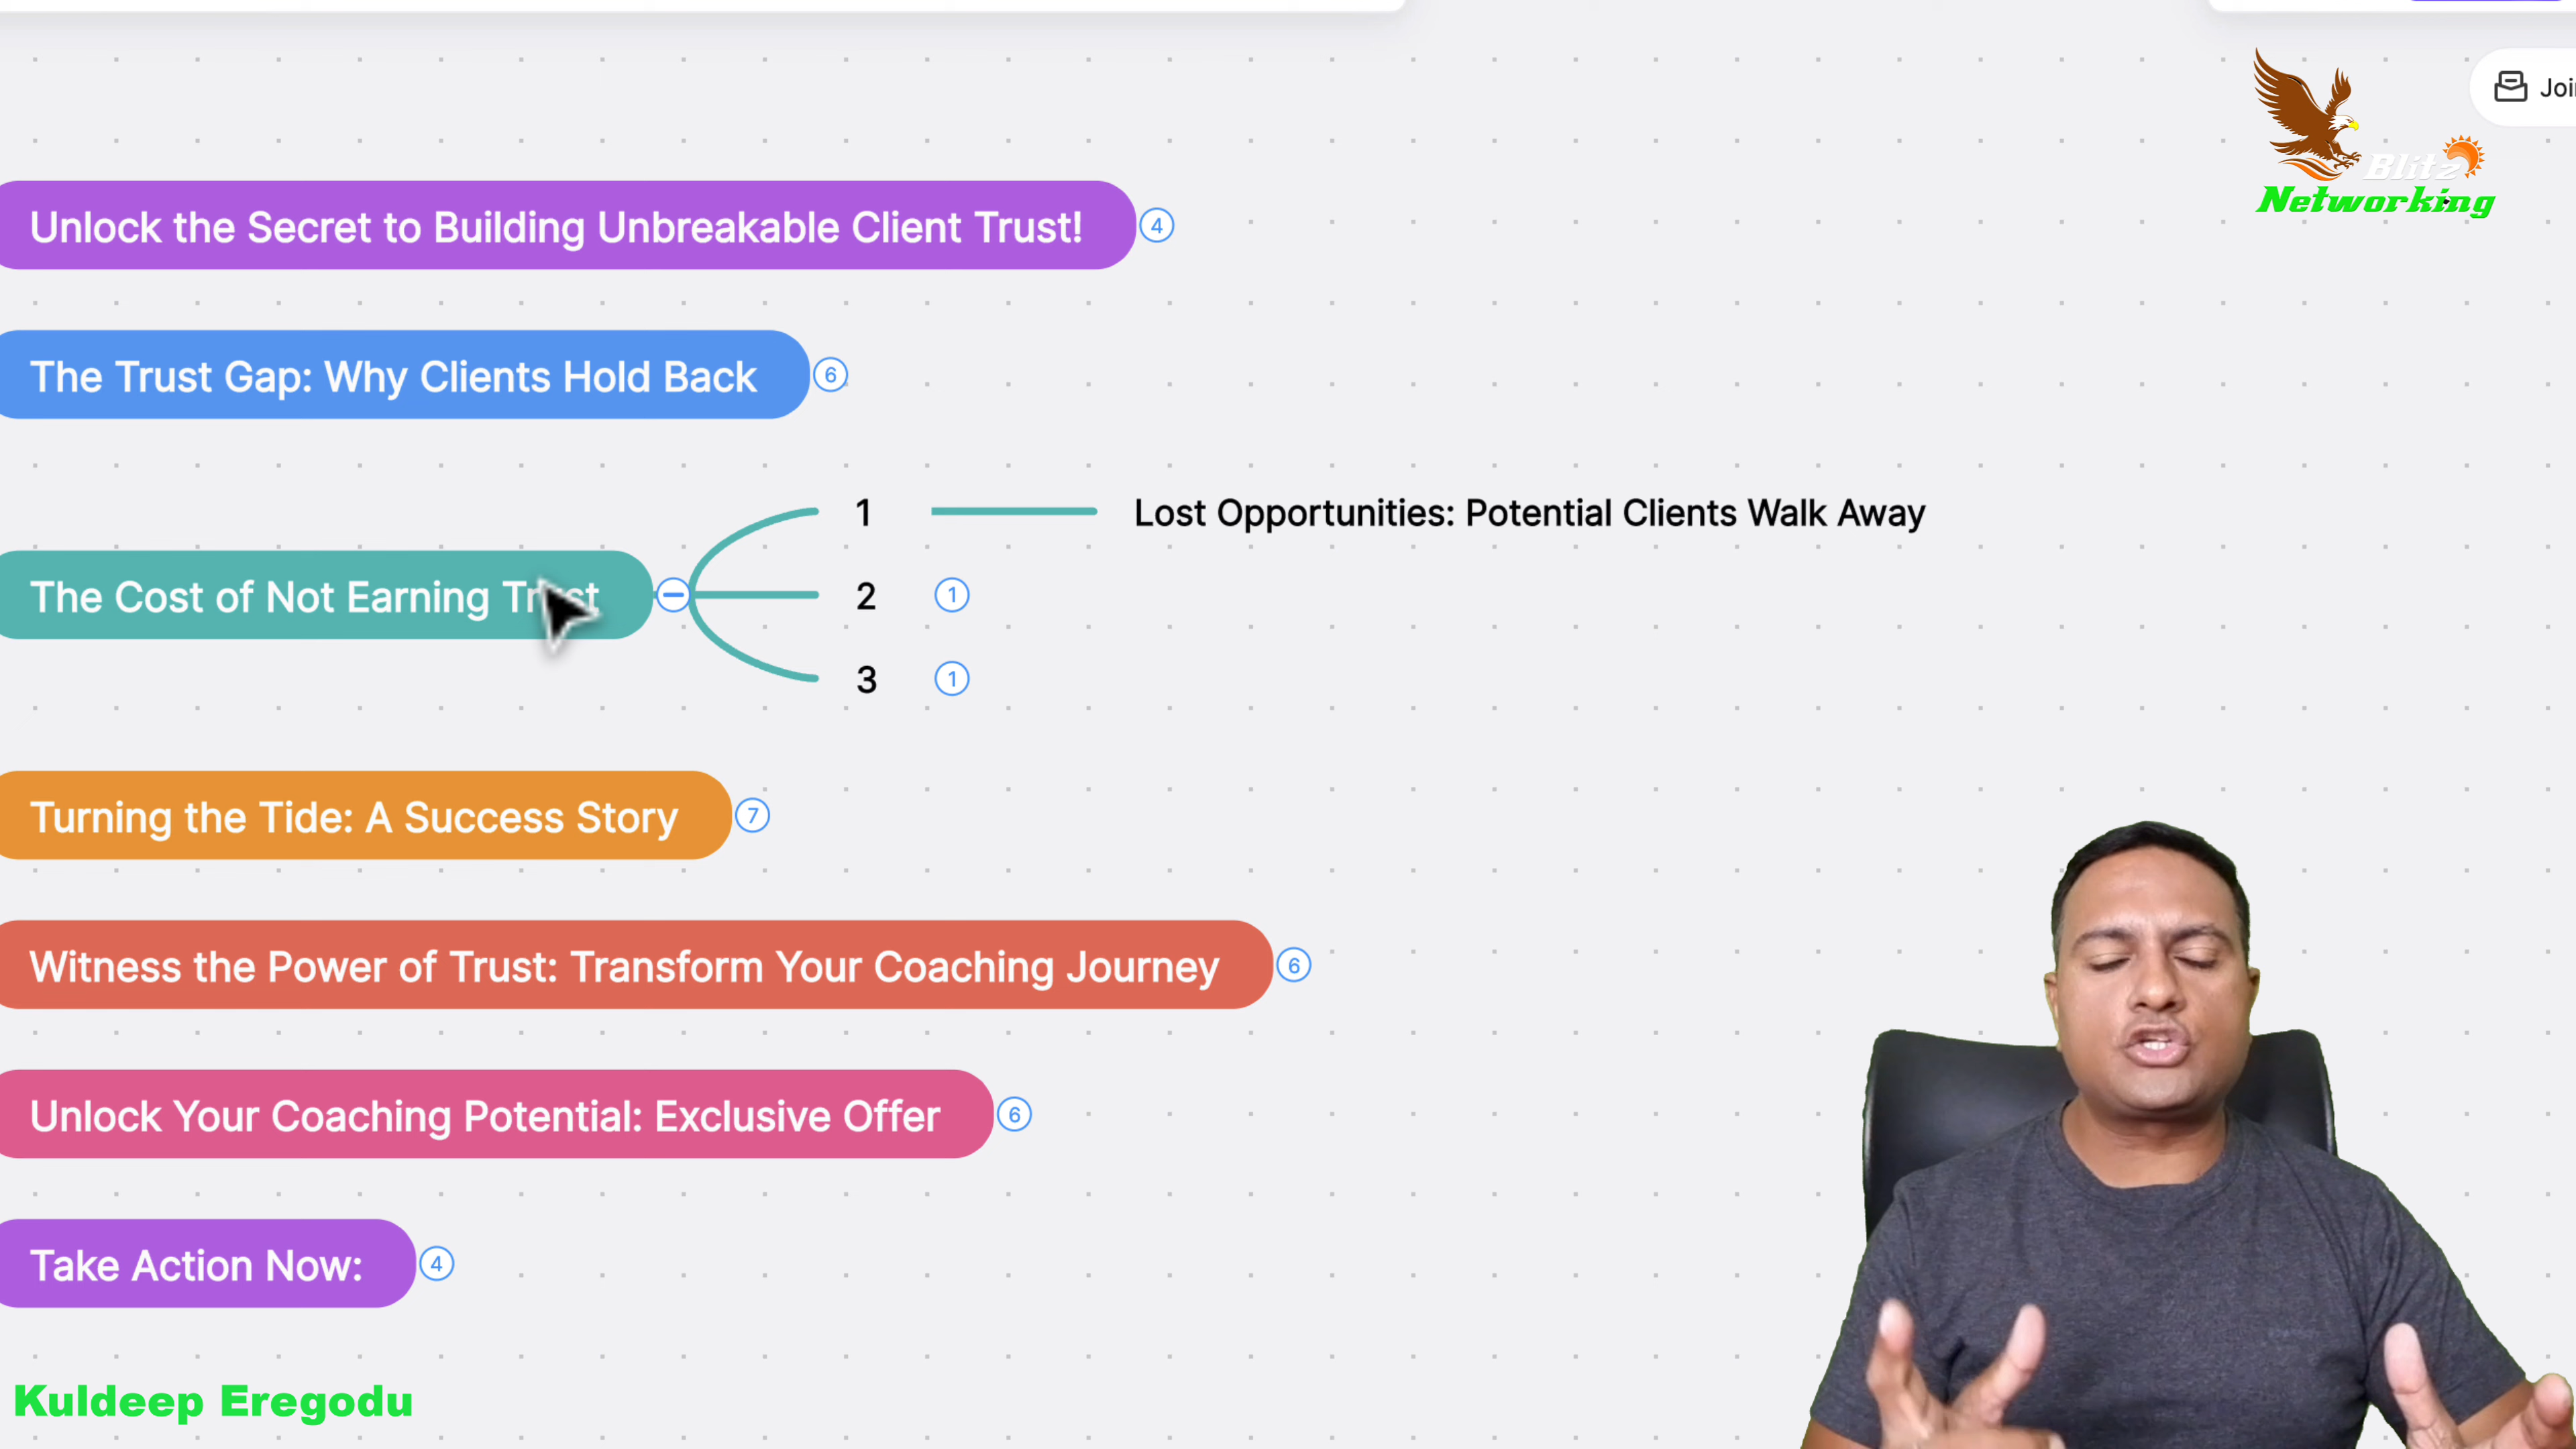 Joi
Blitz
Networking
Unlock the Secret to Building Unbreakable Client Trust! 4
The Trust Gap: Why Clients Hold Back 6
1 Lost Opportunities: Potential Clients Walk Away
The Cost of Not Earning Trust 2 1
3 1
Turning the Tide: A Success Story 7
Witness the Power of Trust: Transform Your Coaching Journey 6
Unlock Your Coaching Potential: Exclusive Offer 6
Take Action Now: 4
Kuldeep Eregodu